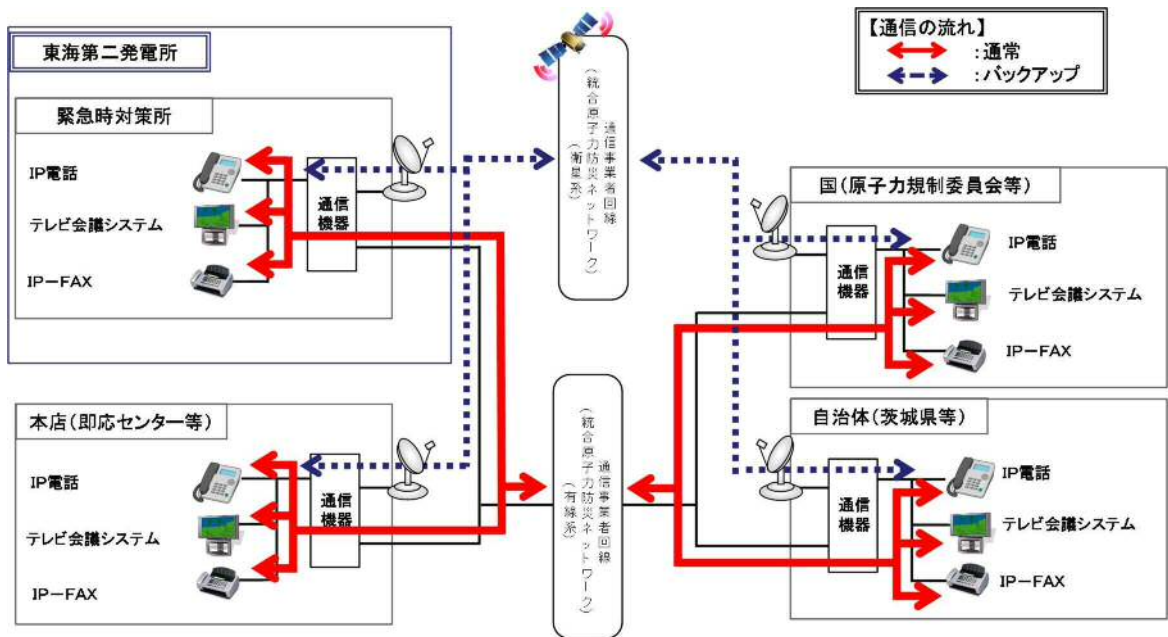 東海第二発電所
緊急時対策所
IP電話
テレビ会議システム
IP－FAX
通信
機器
本店(即応センター等)
IP電話
テレビ会議システム
IP－FAX
通信
機器
通信事業者回線
(統合原子力防災ネットワーク)
(衛星系)
通信事業者回線
(統合原子力防災ネットワーク)
(有線系)
【通信の流れ】
:通常
:バックアップ
国(原子力規制委員会等)
通信
機器
IP電話
テレビ会議システム
IP－FAX
自治体(茨城県等)
通信
機器
IP電話
テレビ会議システム
IP－FAX